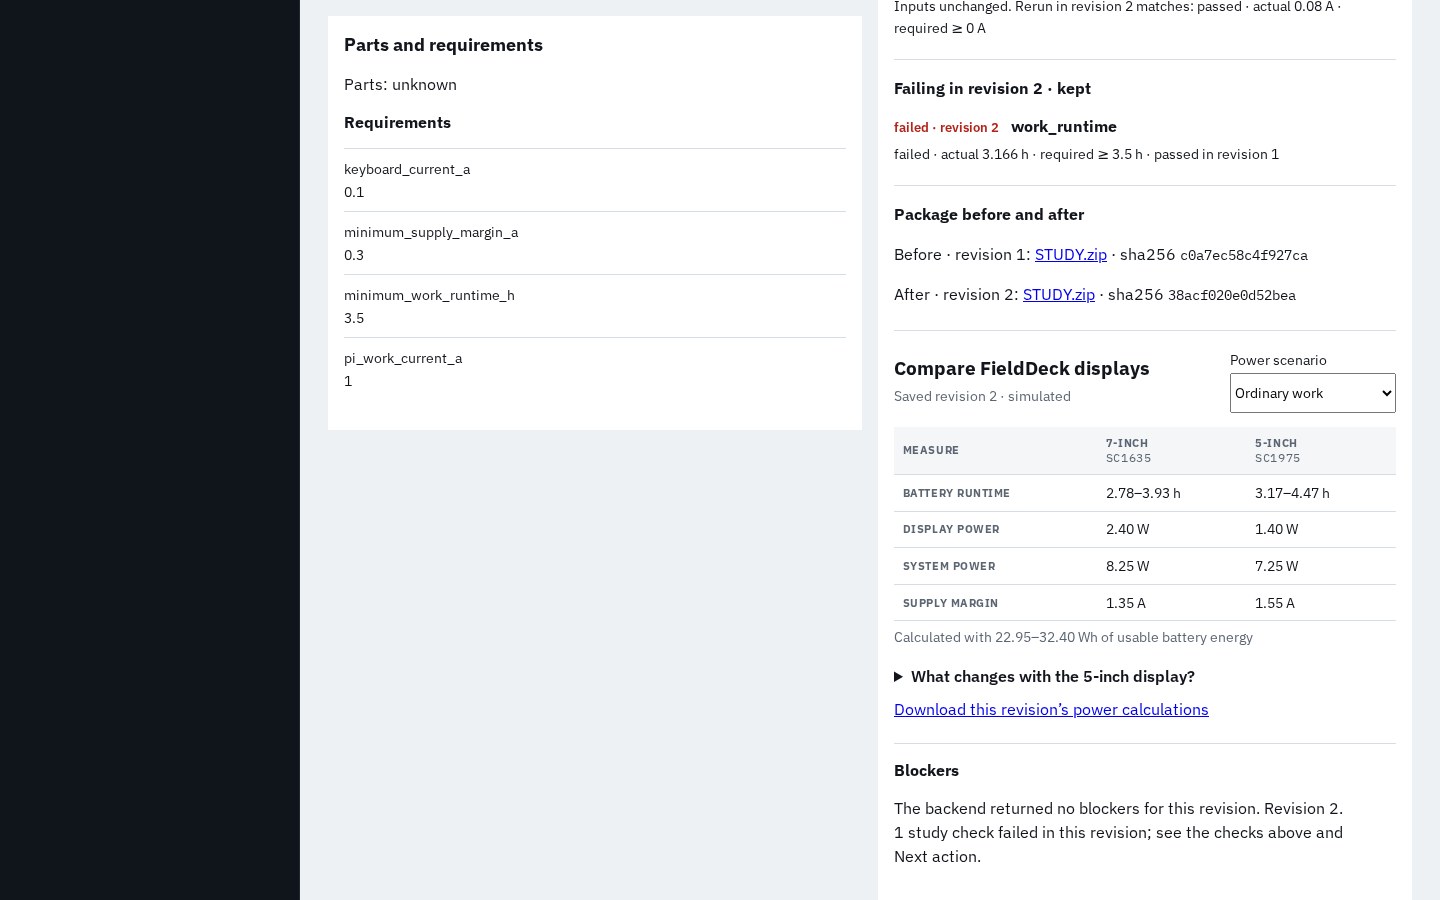 Parts and requirements
Parts: unknown
Requirements
keyboard_current_a
0.1
minimum_supply_margin_a
0.3
minimum_work_runtime_h
3.5
pi_work_current_a
1
Inputs unchanged. Rerun in revision 2 matches: passed · actual 0.08 A ·
required ≥ 0 A
Failing in revision 2 · kept
failed · revision 2 work_runtime
failed · actual 3.166 h · required ≥ 3.5 h · passed in revision 1
Package before and after
Before · revision 1: STUDY.zip · sha256 c0a7ec58c4f927ca
After · revision 2: STUDY.zip · sha256 38acf020e0d52bea
Compare FieldDeck displays
Saved revision 2 · simulated
Power scenario
Ordinary work
MEASURE 7-INCH SC1635 5-INCH SC1975
BATTERY RUNTIME 2.78–3.93 h 3.17–4.47 h
DISPLAY POWER 2.40 W 1.40 W
SYSTEM POWER 8.25 W 7.25 W
SUPPLY MARGIN 1.35 A 1.55 A
Calculated with 22.95–32.40 Wh of usable battery energy
▶ What changes with the 5-inch display?
Download this revision’s power calculations
Blockers
The backend returned no blockers for this revision. Revision 2.
1 study check failed in this revision; see the checks above and
Next action.